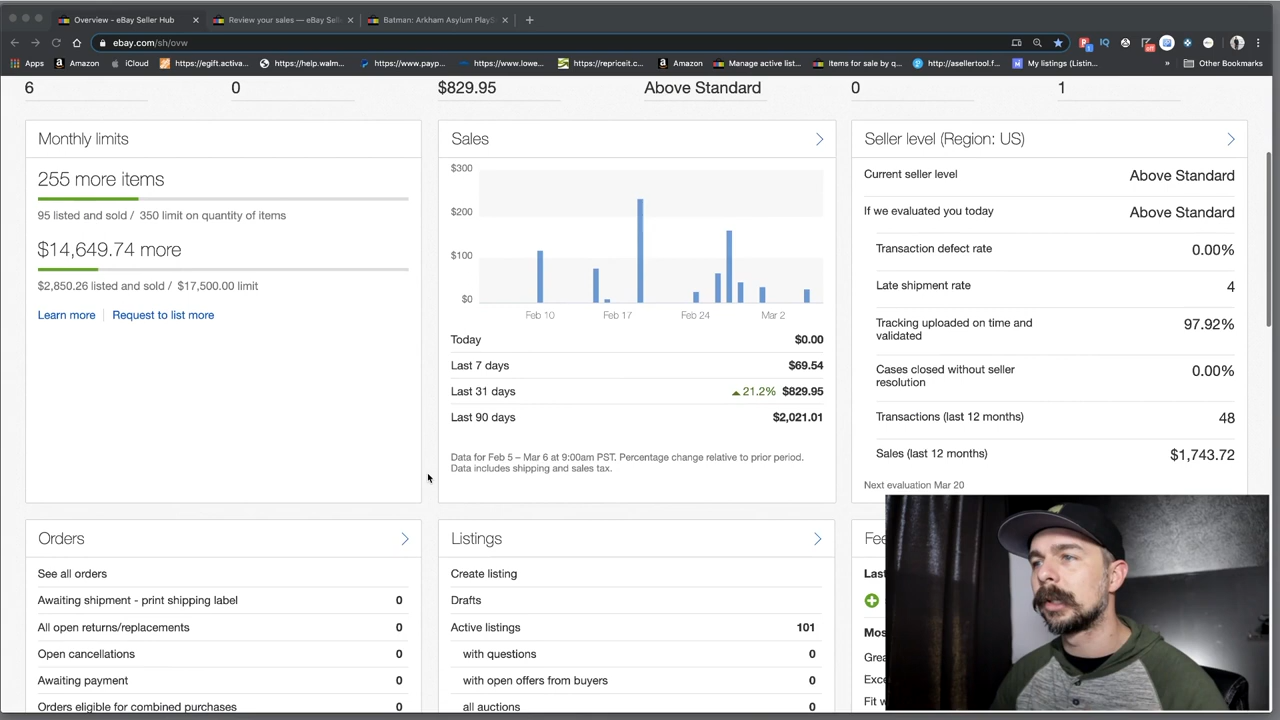 Overview - eBay Seller Hub
Review your sales — eBay Sell
Batman: Arkham Asylum PlayS
ebay.com/sh/ovw
Apps
Amazon
iCloud
https://egift.activa...
https://help.walm...
https://www.payp...
https://www.lowe...
https://repriceit.c...
Amazon
Manage active list...
Items for sale by q...
http://asellertool.f...
My listings (Listin...
»
Other Bookmarks
6
0
$829.95
Above Standard
0
1
Monthly limits
255 more items
95 listed and sold / 350 limit on quantity of items
$14,649.74 more
$2,850.26 listed and sold / $17,500.00 limit
Learn more
Request to list more
Sales
$300
$200
$100
$0
Feb 10
Feb 17
Feb 24
Mar 2
Today $0.00
Last 7 days $69.54
Last 31 days 21.2% $829.95
Last 90 days $2,021.01
Data for Feb 5 – Mar 6 at 9:00am PST. Percentage change relative to prior period.
Data includes shipping and sales tax.
Seller level (Region: US)
Current seller level Above Standard
If we evaluated you today Above Standard
Transaction defect rate 0.00%
Late shipment rate 4
Tracking uploaded on time and
validated 97.92%
Cases closed without seller
resolution 0.00%
Transactions (last 12 months) 48
Sales (last 12 months) $1,743.72
Next evaluation Mar 20
Orders
See all orders
Awaiting shipment - print shipping label 0
All open returns/replacements 0
Open cancellations 0
Awaiting payment 0
Orders eligible for combined purchases 0
Listings
Create listing
Drafts
Active listings 101
with questions 0
with open offers from buyers 0
all auctions 0
Fee
Last
Mos
Grea
Exce
Fit w